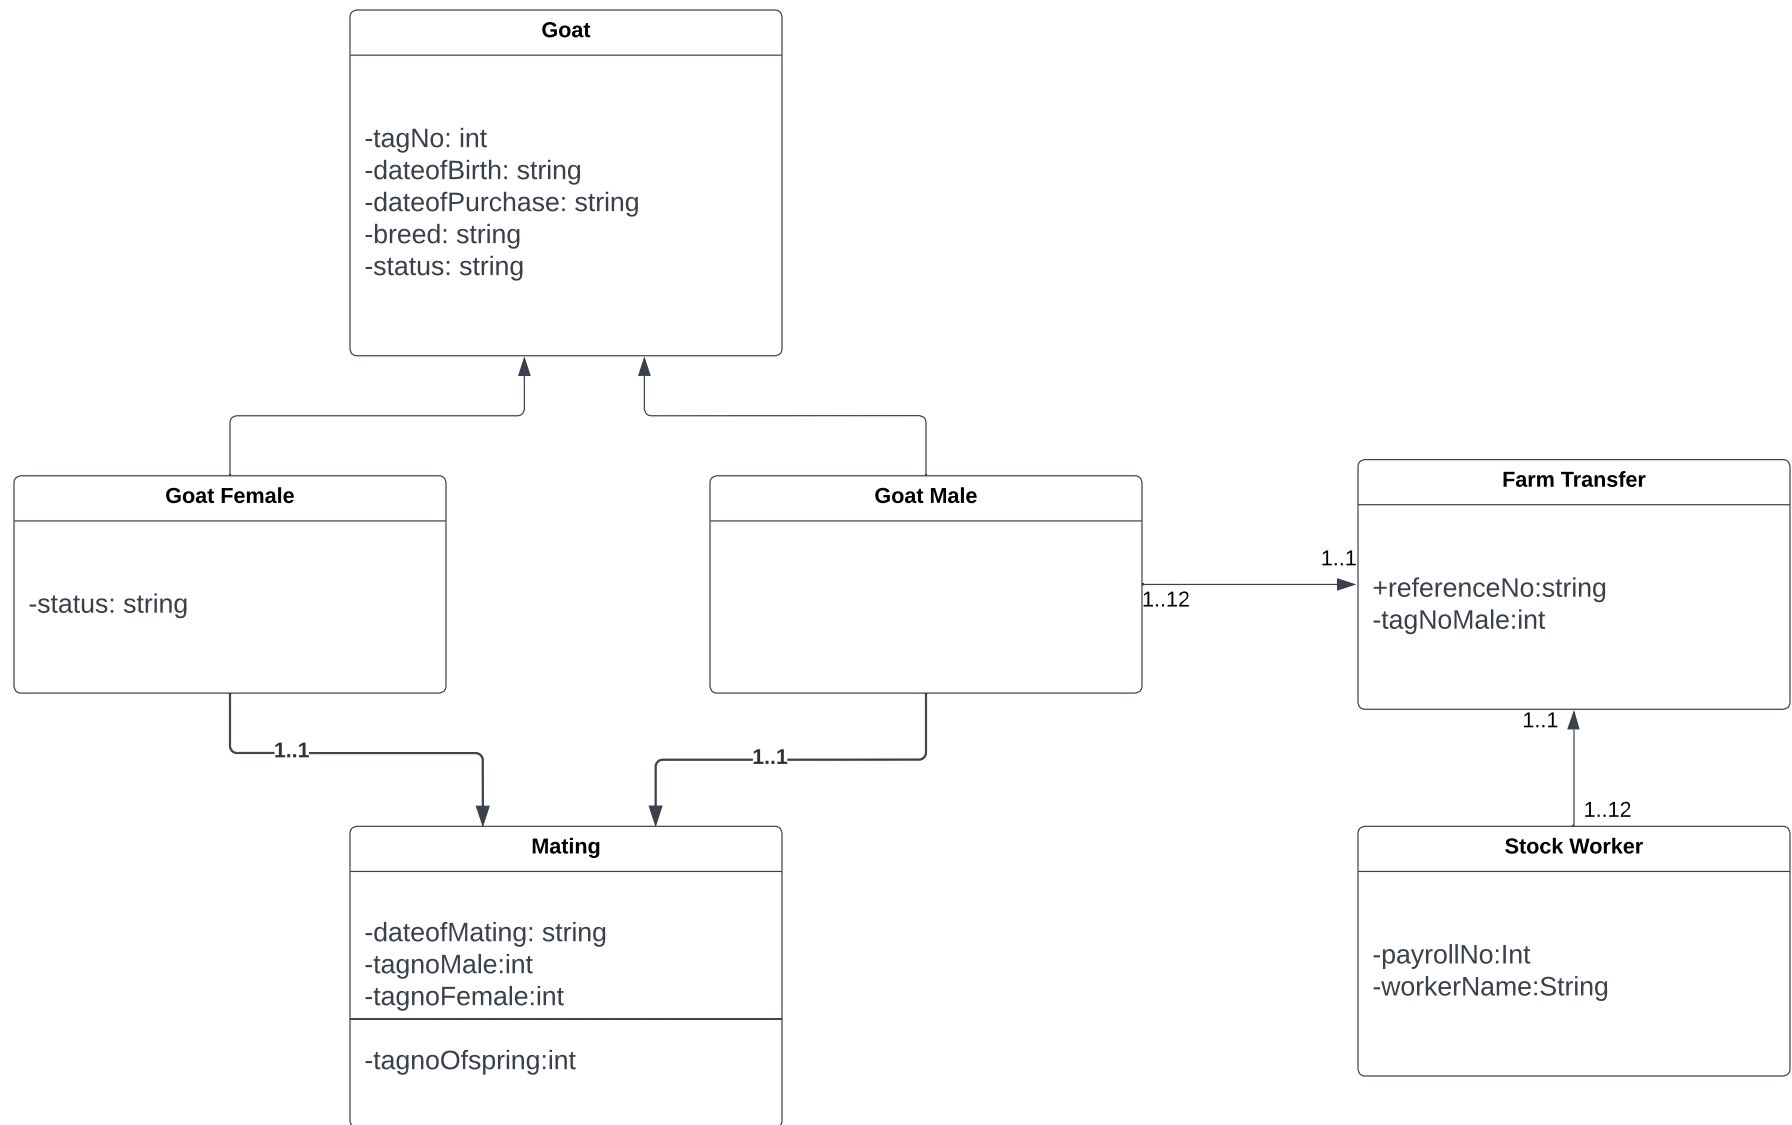 Goat
-tagNo: int
-dateofBirth: string
-dateofPurchase: string
-breed: string
-status: string
Goat Female
-status: string
Goat Male
1..12
1..1
Farm Transfer
+referenceNo:string
-tagNoMale:int
1..1
1..1
1..1
1..12
Mating
-dateofMating: string
-tagnoMale:int
-tagnoFemale:int
-tagnoOfspring:int
Stock Worker
-payrollNo:Int
-workerName:String